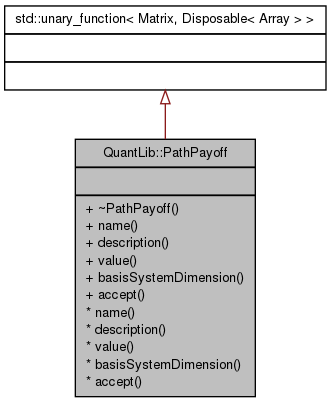 std::unary_function< Matrix, Disposable< Array > >
QuantLib::PathPayoff
+ ~PathPayoff()
+ name()
+ description()
+ value()
+ basisSystemDimension()
+ accept()
* name()
* description()
* value()
* basisSystemDimension()
* accept()